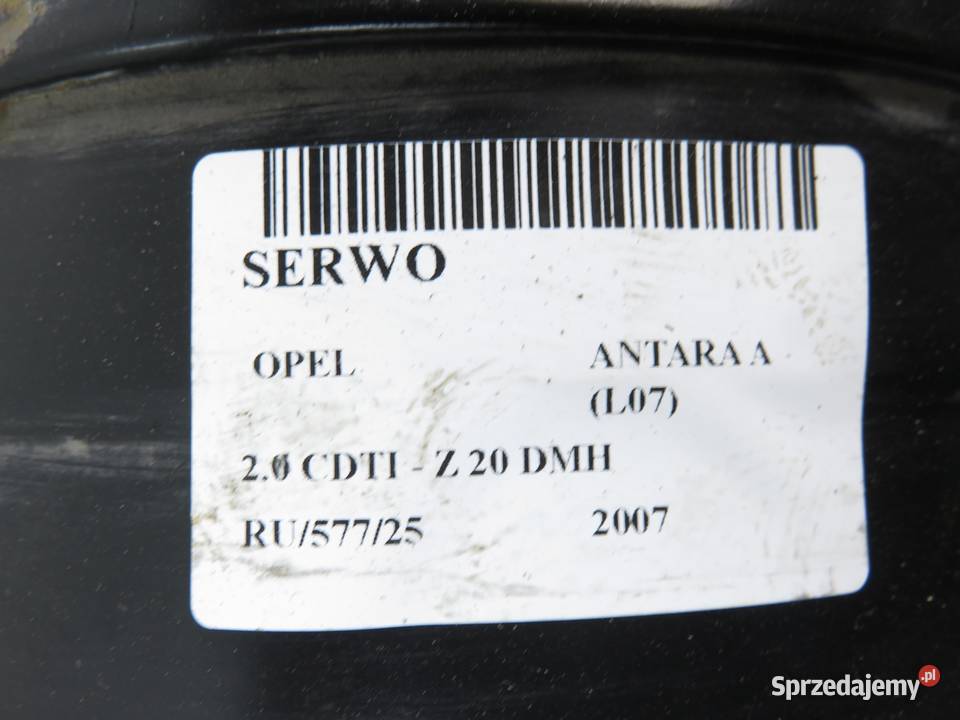 SERWO
OPEL ANTARA A
(L07)
2.0 CDTI - Z 20 DMH
RU/577/25 2007
Sprzedajemy.pl